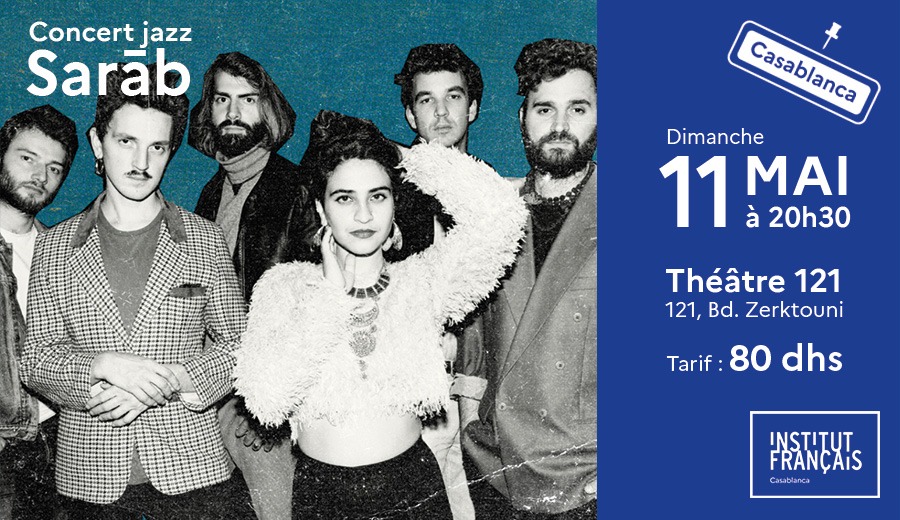 Concert jazz
Sarāb
Casablanca
Dimanche
11 MAI
à 20h30
Théâtre 121
121, Bd. Zerktouni
Tarif : 80 dhs
INSTITUT
FRANÇAiS
Casablanca